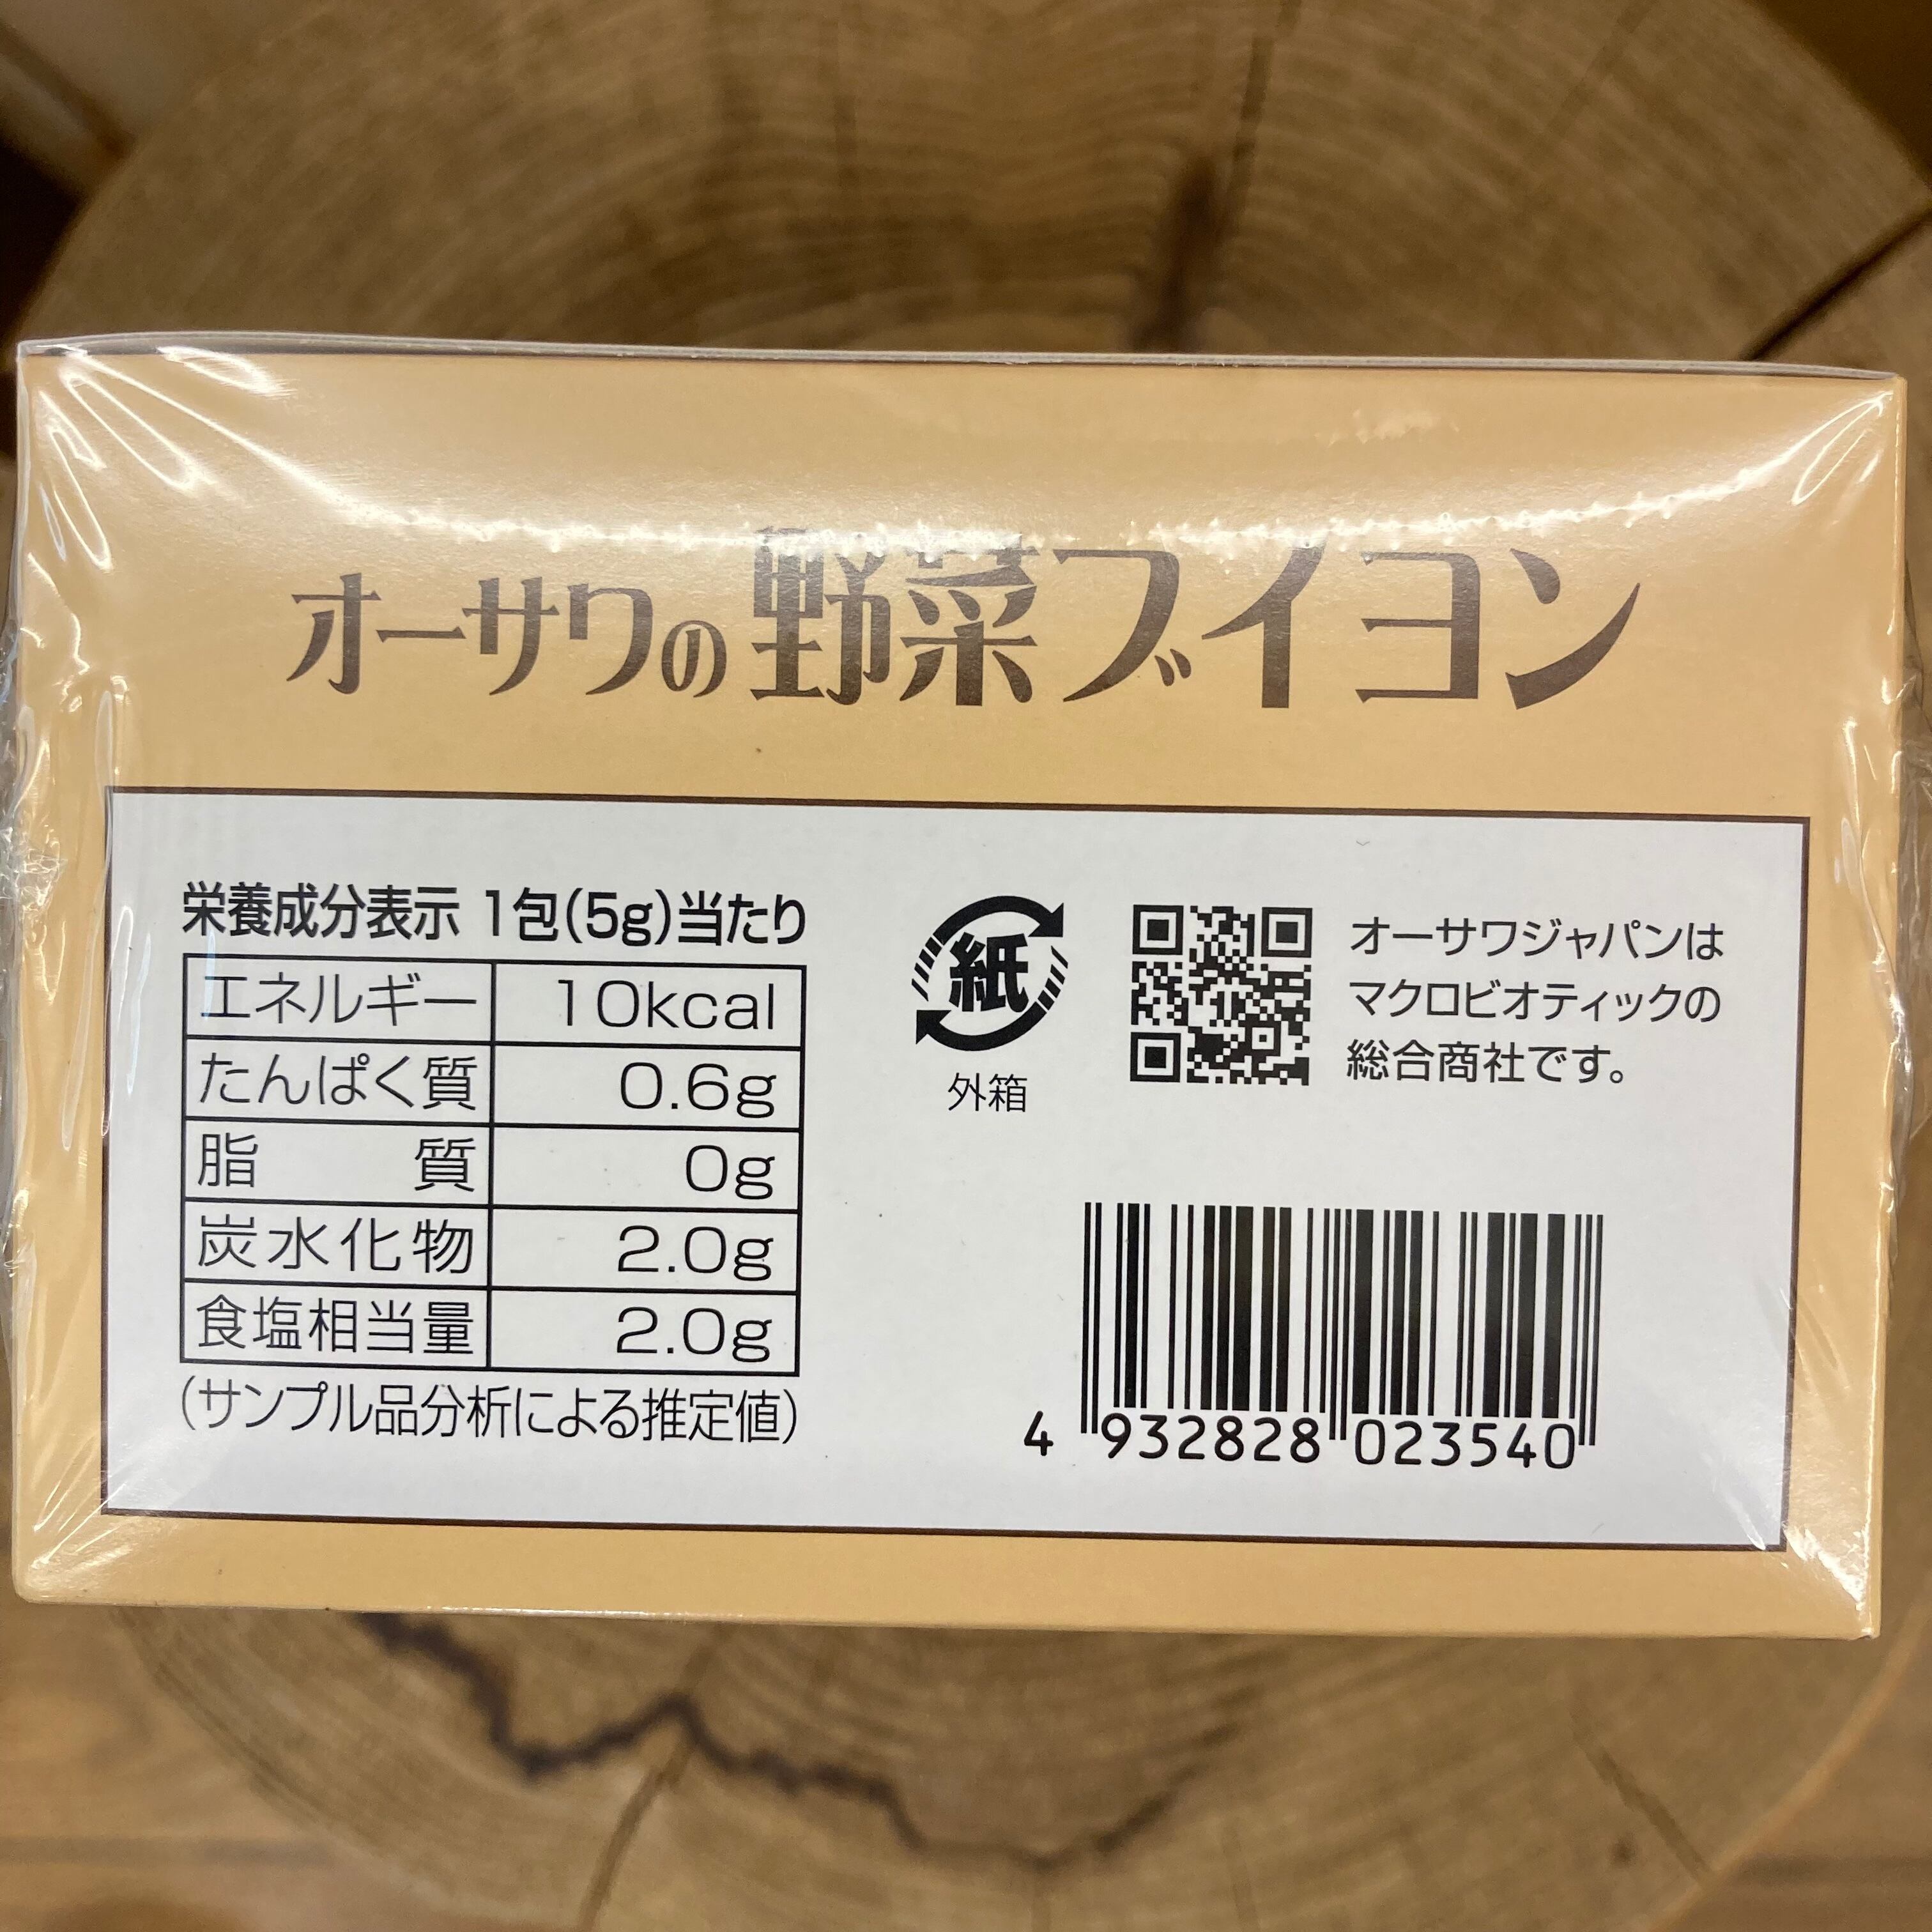 オーサワの野菜ブイヨン
栄養成分表示 1包(5g)当たり
エネルギー 10kcal
たんぱく質 0.6g
脂質 0g
炭水化物 2.0g
食塩相当量 2.0g
(サンプル品分析による推定値)
紙
外箱
オーサワジャパンは
マクロビオティックの
総合商社です。
4 932828 023540